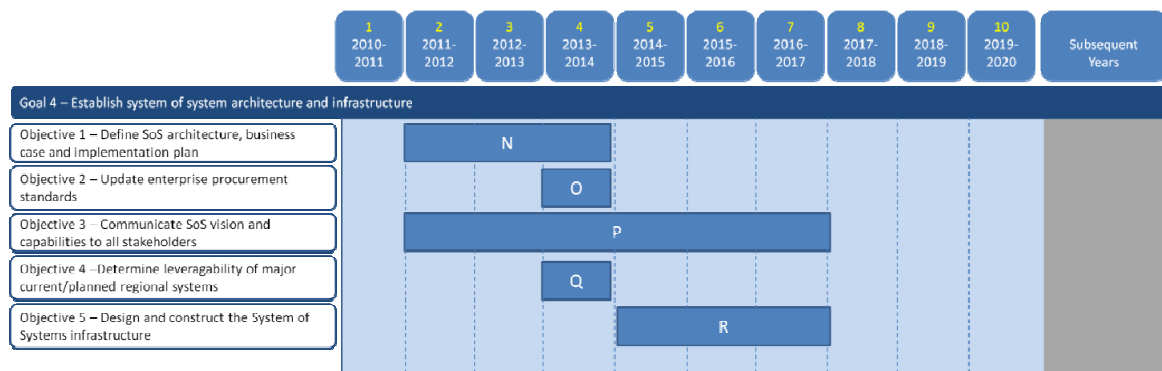 1 2 3 4 5 6 7 8 9 10
2010- 2011- 2012- 2013- 2014- 2015- 2016- 2017- 2018- 2019- Subsequent
2011 2012 2013 2014 2015 2016 2017 2018 2019 2020 Years
Goal 4 – Establish system of system architecture and infrastructure
Objective 1 – Define SoS architecture, business
case and implementation plan
N
Objective 2 – Update enterprise procurement
standards
O
Objective 3 – Communicate SoS vision and
capabilities to all stakeholders
P
Objective 4 –Determine leveragability of major
current/planned regional systems
Q
Objective 5 – Design and construct the System of
Systems infrastructure
R